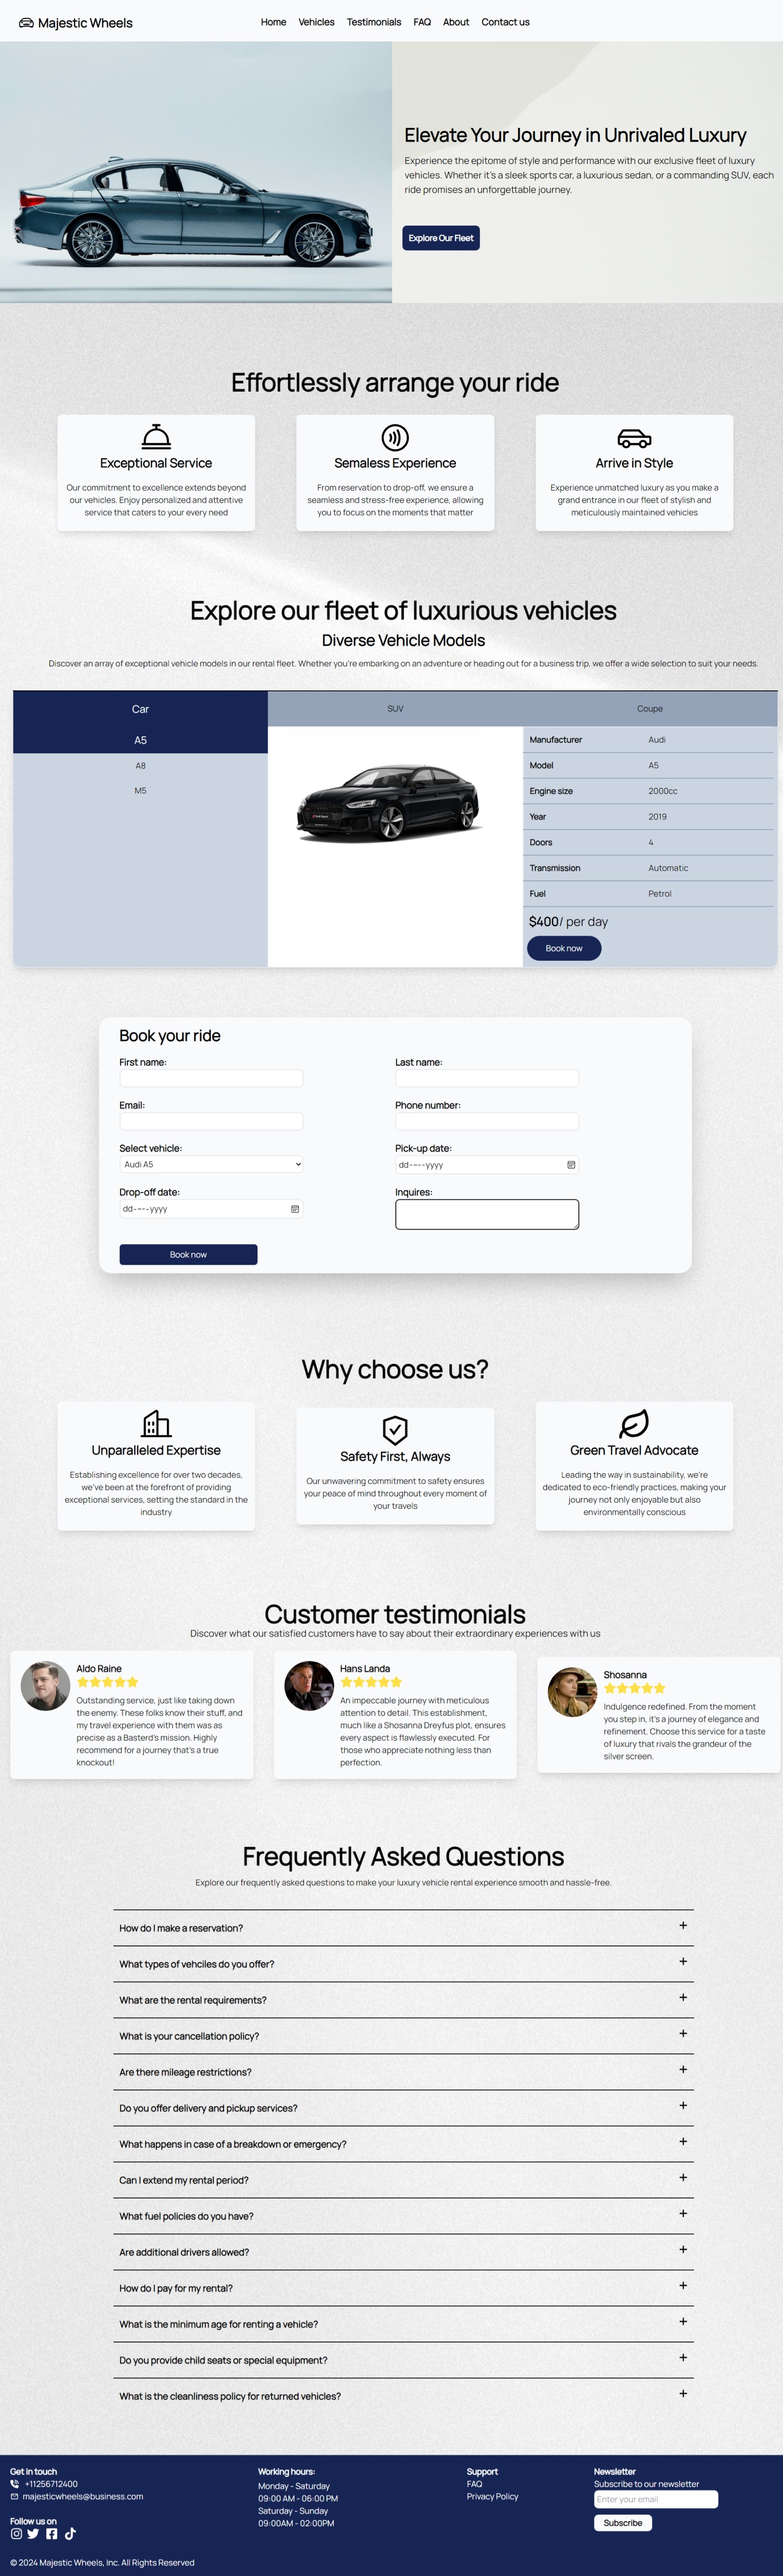 Majestic Wheels
Home Vehicles Testimonials FAQ About Contact us
Elevate Your Journey in Unrivaled Luxury
Experience the epitome of style and performance with our exclusive fleet of luxury
vehicles. Whether it's a sleek sports car, a luxurious sedan, or a commanding SUV, each
ride promises an unforgettable journey.
Explore Our Fleet
Effortlessly arrange your ride
Exceptional Service
Our commitment to excellence extends beyond
our vehicles. Enjoy personalized and attentive
service that caters to your every need
Semaless Experience
From reservation to drop-off, we ensure a
seamless and stress-free experience, allowing
you to focus on the moments that matter
Arrive in Style
Experience unmatched luxury as you make a
grand entrance in our fleet of stylish and
meticulously maintained vehicles
Explore our fleet of luxurious vehicles
Diverse Vehicle Models
Discover an array of exceptional vehicle models in our rental fleet. Whether you're embarking on an adventure or heading out for a business trip, we offer a wide selection to suit your needs.
Car SUV Coupe
A5
A8
M5
Manufacturer Audi
Model A5
Engine size 2000cc
Year 2019
Doors 4
Transmission Automatic
Fuel Petrol
$400/ per day
Book now
Book your ride
First name: Last name:
Email: Phone number:
Select vehicle: Pick-up date:
Audi A5 dd----yyyy
Drop-off date: Inquires:
dd----yyyy
Book now
Why choose us?
Unparalleled Expertise
Establishing excellence for over two decades,
we've been at the forefront of providing
exceptional services, setting the standard in the
industry
Safety First, Always
Our unwavering commitment to safety ensures
your peace of mind throughout every moment of
your travels
Green Travel Advocate
Leading the way in sustainability, we're
dedicated to eco-friendly practices, making your
journey not only enjoyable but also
environmentally conscious
Customer testimonials
Discover what our satisfied customers have to say about their extraordinary experiences with us
Aldo Raine
Outstanding service, just like taking down
the enemy. These folks know their stuff, and
my travel experience with them was as
precise as a Basterd's mission. Highly
recommend for a journey that's a true
knockout!
Hans Landa
An impeccable journey with meticulous
attention to detail. This establishment,
much like a Shosanna Dreyfus plot, ensures
every aspect is flawlessly executed. For
those who appreciate nothing less than
perfection.
Shosanna
Indulgence redefined. From the moment
you step in, it's a journey of elegance and
refinement. Choose this service for a taste
of luxury that rivals the grandeur of the
silver screen.
Frequently Asked Questions
Explore our frequently asked questions to make your luxury vehicle rental experience smooth and hassle-free.
How do I make a reservation? +
What types of vehciles do you offer? +
What are the rental requirements? +
What is your cancellation policy? +
Are there mileage restrictions? +
Do you offer delivery and pickup services? +
What happens in case of a breakdown or emergency? +
Can I extend my rental period? +
What fuel policies do you have? +
Are additional drivers allowed? +
How do I pay for my rental? +
What is the minimum age for renting a vehicle? +
Do you provide child seats or special equipment? +
What is the cleanliness policy for returned vehicles? +
Get in touch
+11256712400
majesticwheels@business.com
Follow us on
Working hours:
Monday - Saturday
09:00 AM - 06:00 PM
Saturday - Sunday
09:00AM - 02:00PM
Support
FAQ
Privacy Policy
Newsletter
Subscribe to our newsletter
Enter your email
Subscribe
© 2024 Majestic Wheels, Inc. All Rights Reserved